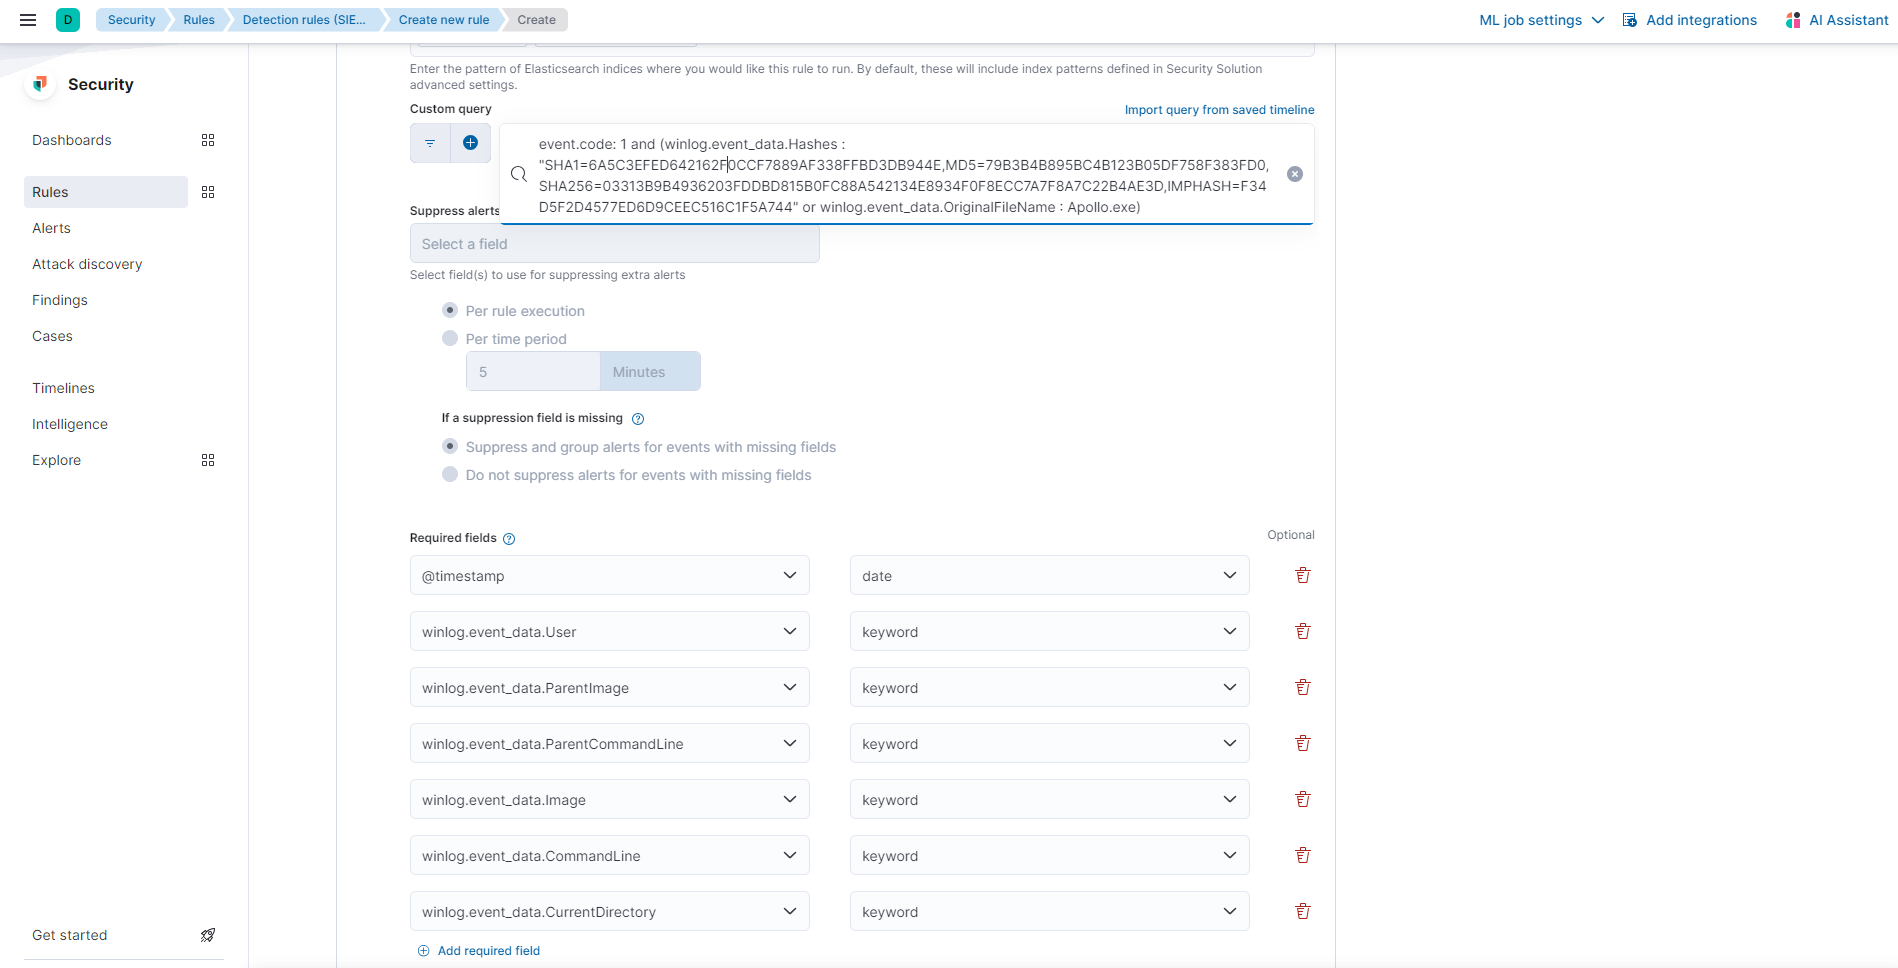 D
Security
Rules
Detection rules (SIE...
Create new rule
Create
ML job settings
Add integrations
AI Assistant
Security
Dashboards
Rules
Alerts
Attack discovery
Findings
Cases
Timelines
Intelligence
Explore
Get started
Enter the pattern of Elasticsearch indices where you would like this rule to run. By default, these will include index patterns defined in Security Solution
advanced settings.
Custom query
Import query from saved timeline
event.code: 1 and (winlog.event_data.Hashes :
"SHA1=6A5C3EFED642162F0CCF7889AF338FFBD3DB944E,MD5=79B3B4B895BC4B123B05DF758F383FD0,
SHA256=03313B9B4936203FDDBD815B0FC88A542134E8934F0F8ECC7A7F8A7C22B4AE3D,IMPHASH=F34
D5F2D4577ED6D9CEEC516C1F5A744" or winlog.event_data.OriginalFileName : Apollo.exe)
Suppress alerts
Select a field
Select field(s) to use for suppressing extra alerts
Per rule execution
Per time period
5
Minutes
If a suppression field is missing
Suppress and group alerts for events with missing fields
Do not suppress alerts for events with missing fields
Required fields
Optional
@timestamp
date
winlog.event_data.User
keyword
winlog.event_data.ParentImage
keyword
winlog.event_data.ParentCommandLine
keyword
winlog.event_data.Image
keyword
winlog.event_data.CommandLine
keyword
winlog.event_data.CurrentDirectory
keyword
Add required field